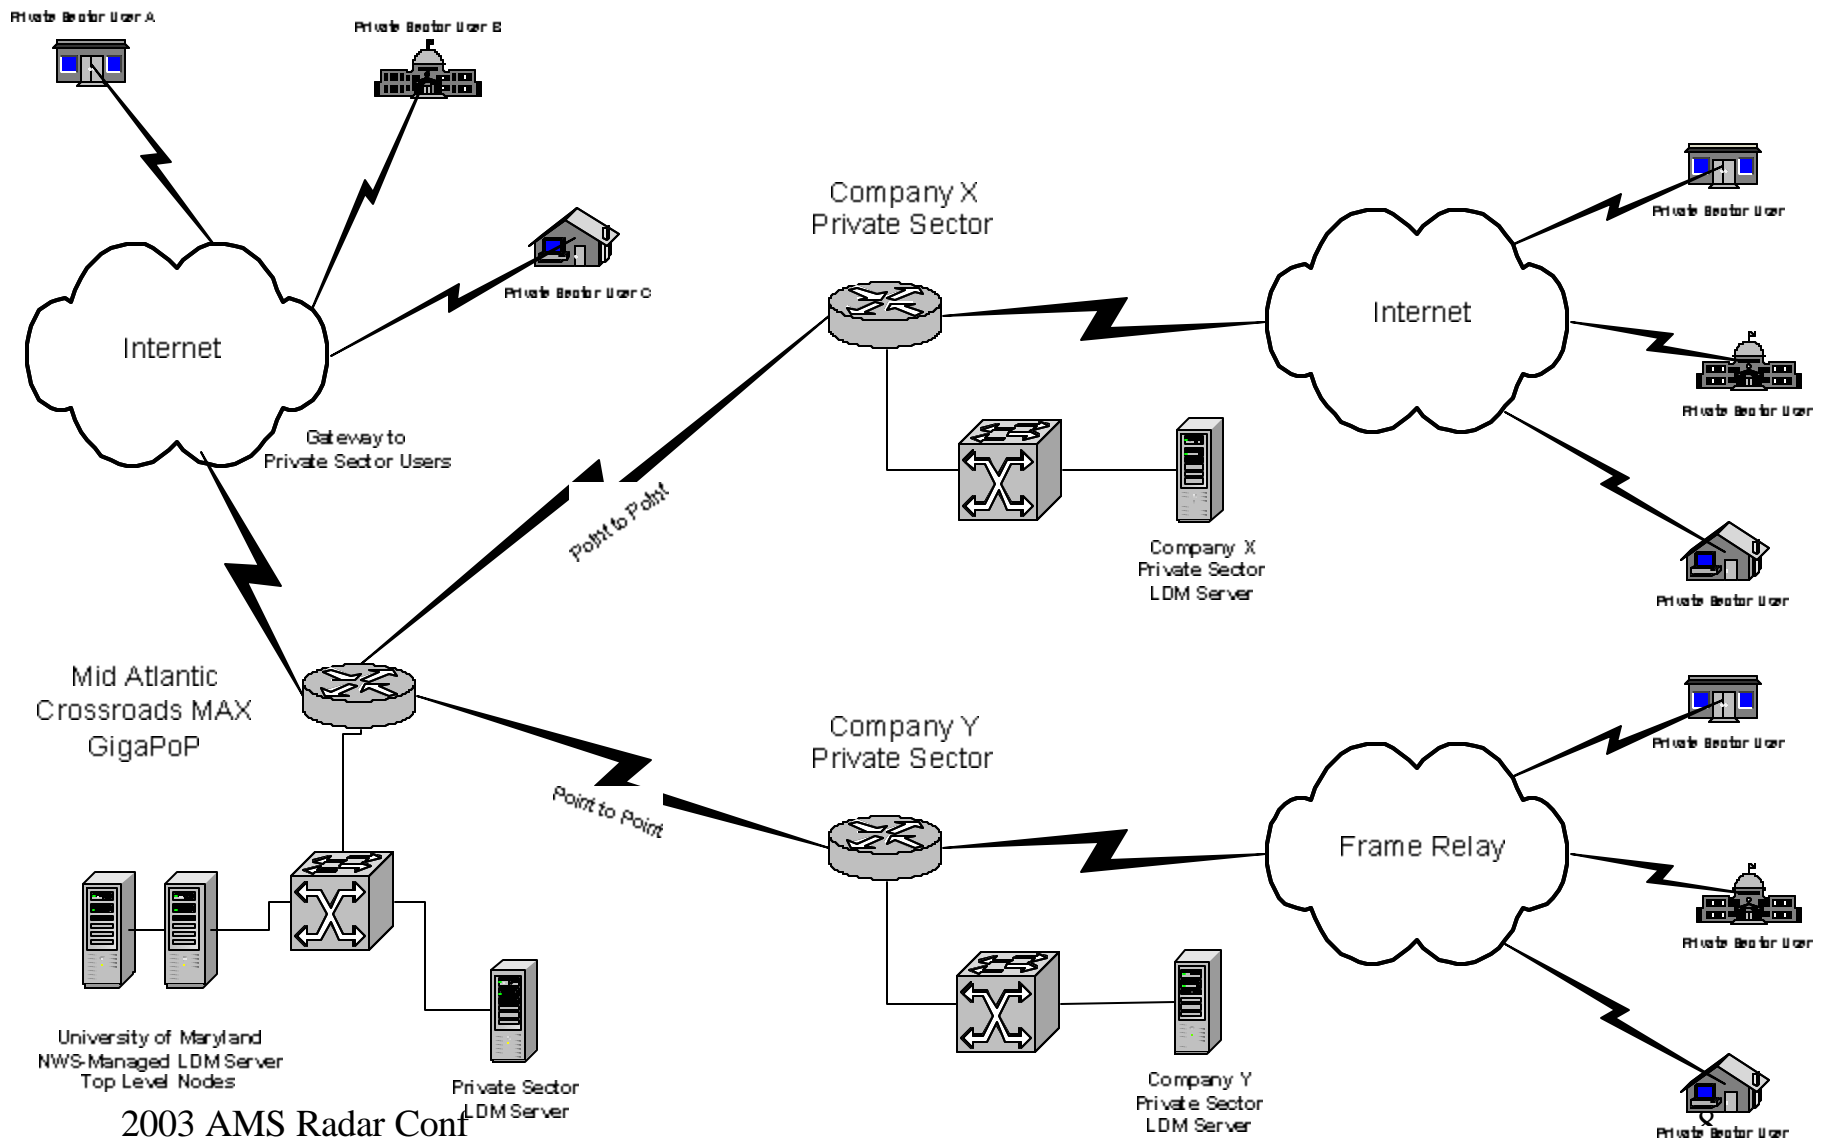 Private Sector User A
Private Sector User B
Private Sector User C
Internet
Gateway to
Private Sector Users
Company X
Private Sector
Internet
Private Sector User
Private Sector User
Private Sector User
Point to Point
Company X
Private Sector
LDM Server
Mid Atlantic
Crossroads MAX
GigaPoP
Point to Point
Company Y
Private Sector
Frame Relay
Private Sector User
Private Sector User
Private Sector User
University of Maryland
NWS-Managed LDM Server
Top Level Nodes
Private Sector
LDM Server
Company Y
Private Sector
LDM Server
2003 AMS Radar Conf
8